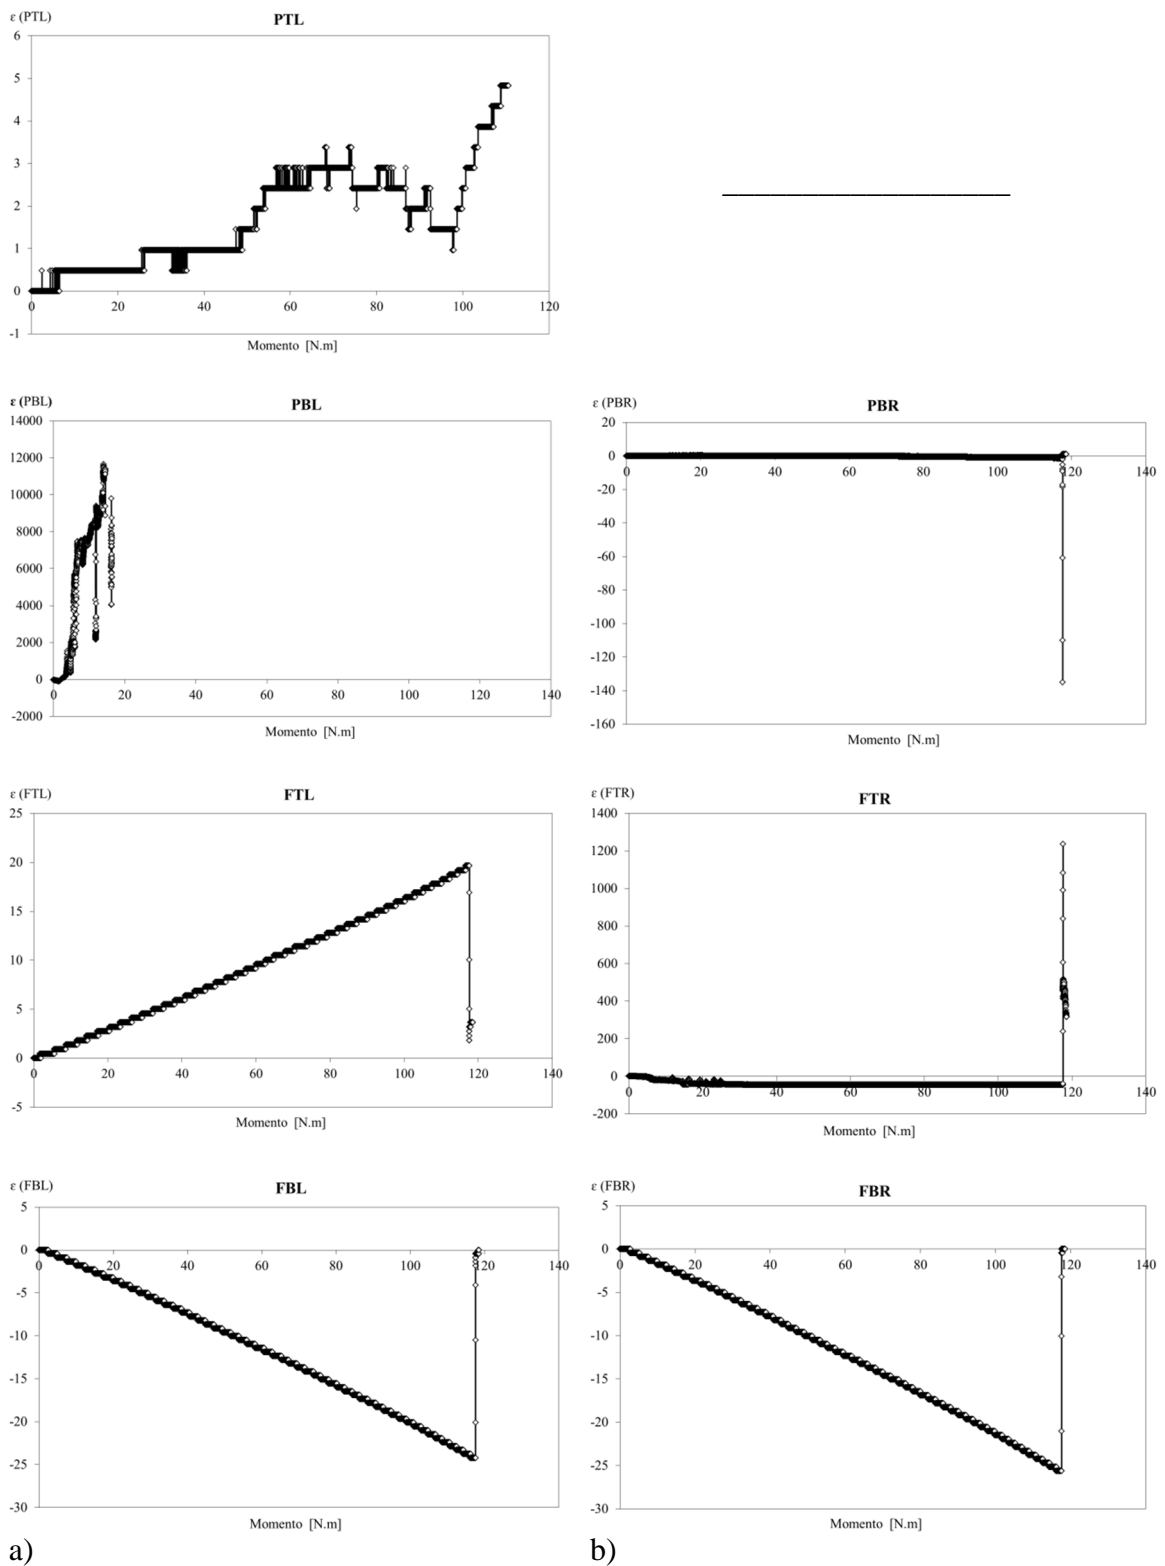 ε (PTL)
PTL
6
5
4
3
2
1
0
-1
0 20 40 60 80 100 120
Momento [N.m]
ε (PBL)
PBL
14000
12000
10000
8000
6000
4000
2000
0
-2000
0 20 40 60 80 100 120 140
Momento [N.m]
ε (PBR)
PBR
20
0
-20
-40
-60
-80
-100
-120
-140
-160
0 20 40 60 80 100 120 140
Momento [N.m]
ε (FTL)
FTL
25
20
15
10
5
0
-5
0 20 40 60 80 100 120 140
Momento [N.m]
ε (FTR)
FTR
1400
1200
1000
800
600
400
200
0
-200
0 20 40 60 80 100 120 140
Momento [N.m]
ε (FBL)
FBL
5
0
-5
-10
-15
-20
-25
-30
0 20 40 60 80 100 120 140
Momento [N.m]
ε (FBR)
FBR
5
0
-5
-10
-15
-20
-25
-30
0 20 40 60 80 100 120 140
Momento [N.m]
a) b)